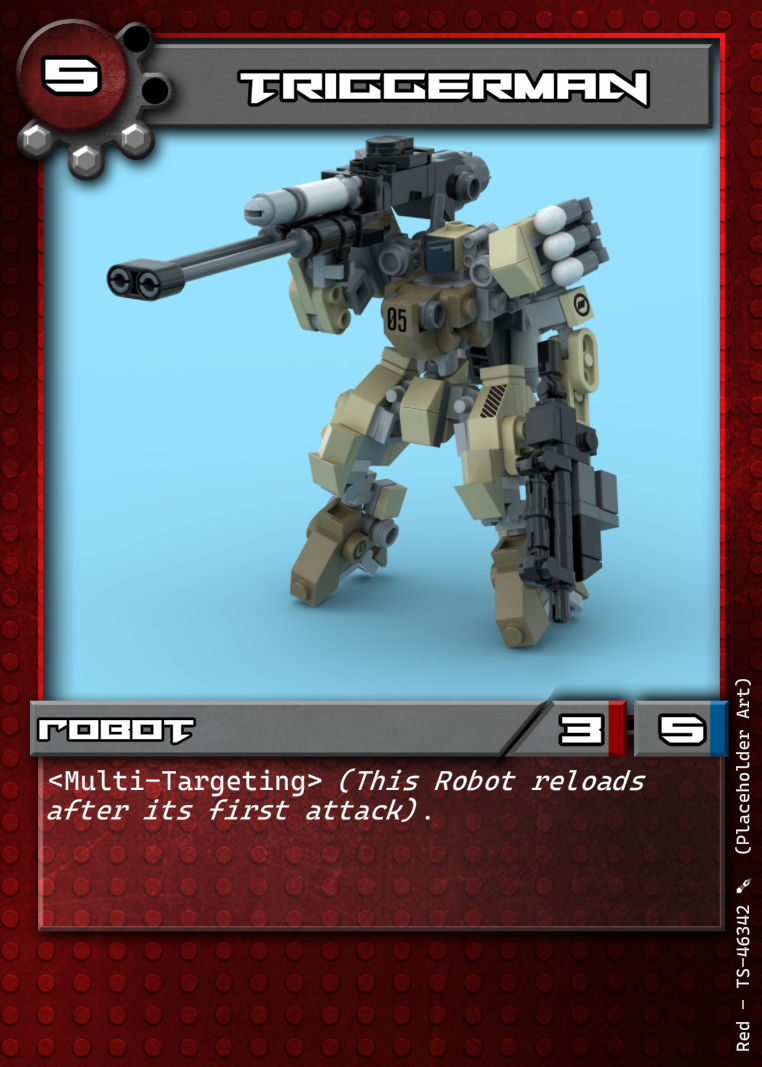 5
TRIGGERMAN
05
ROBOT
3
5
<Multi-Targeting> (This Robot reloads
after its first attack).
Red - TS-46342 ✒ (Placeholder Art)